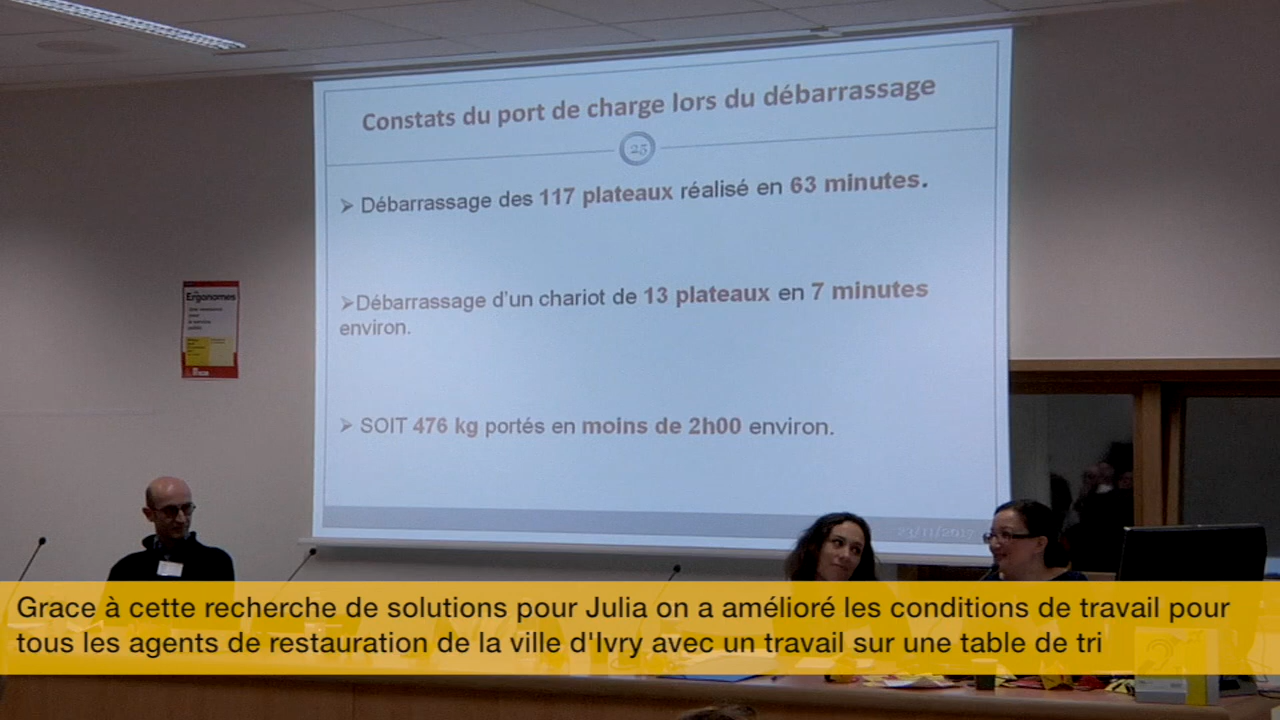 Constats du port de charge lors du débarrassage
25
➢ Débarrassage des 117 plateaux réalisé en 63 minutes.
➢Débarrassage d'un chariot de 13 plateaux en 7 minutes
environ.
➢ SOIT 476 kg portés en moins de 2h00 environ.
23/11/2017
Ergonomes
Grace à cette recherche de solutions pour Julia on a amélioré les conditions de travail pour
tous les agents de restauration de la ville d'Ivry avec un travail sur une table de tri